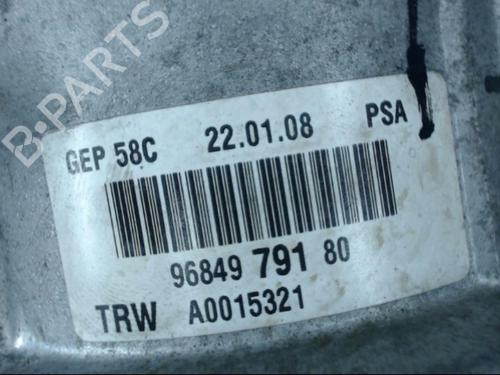 B-PARTS
GEP 58C 22.01.08 PSA
96849 791 80
TRW A0015321